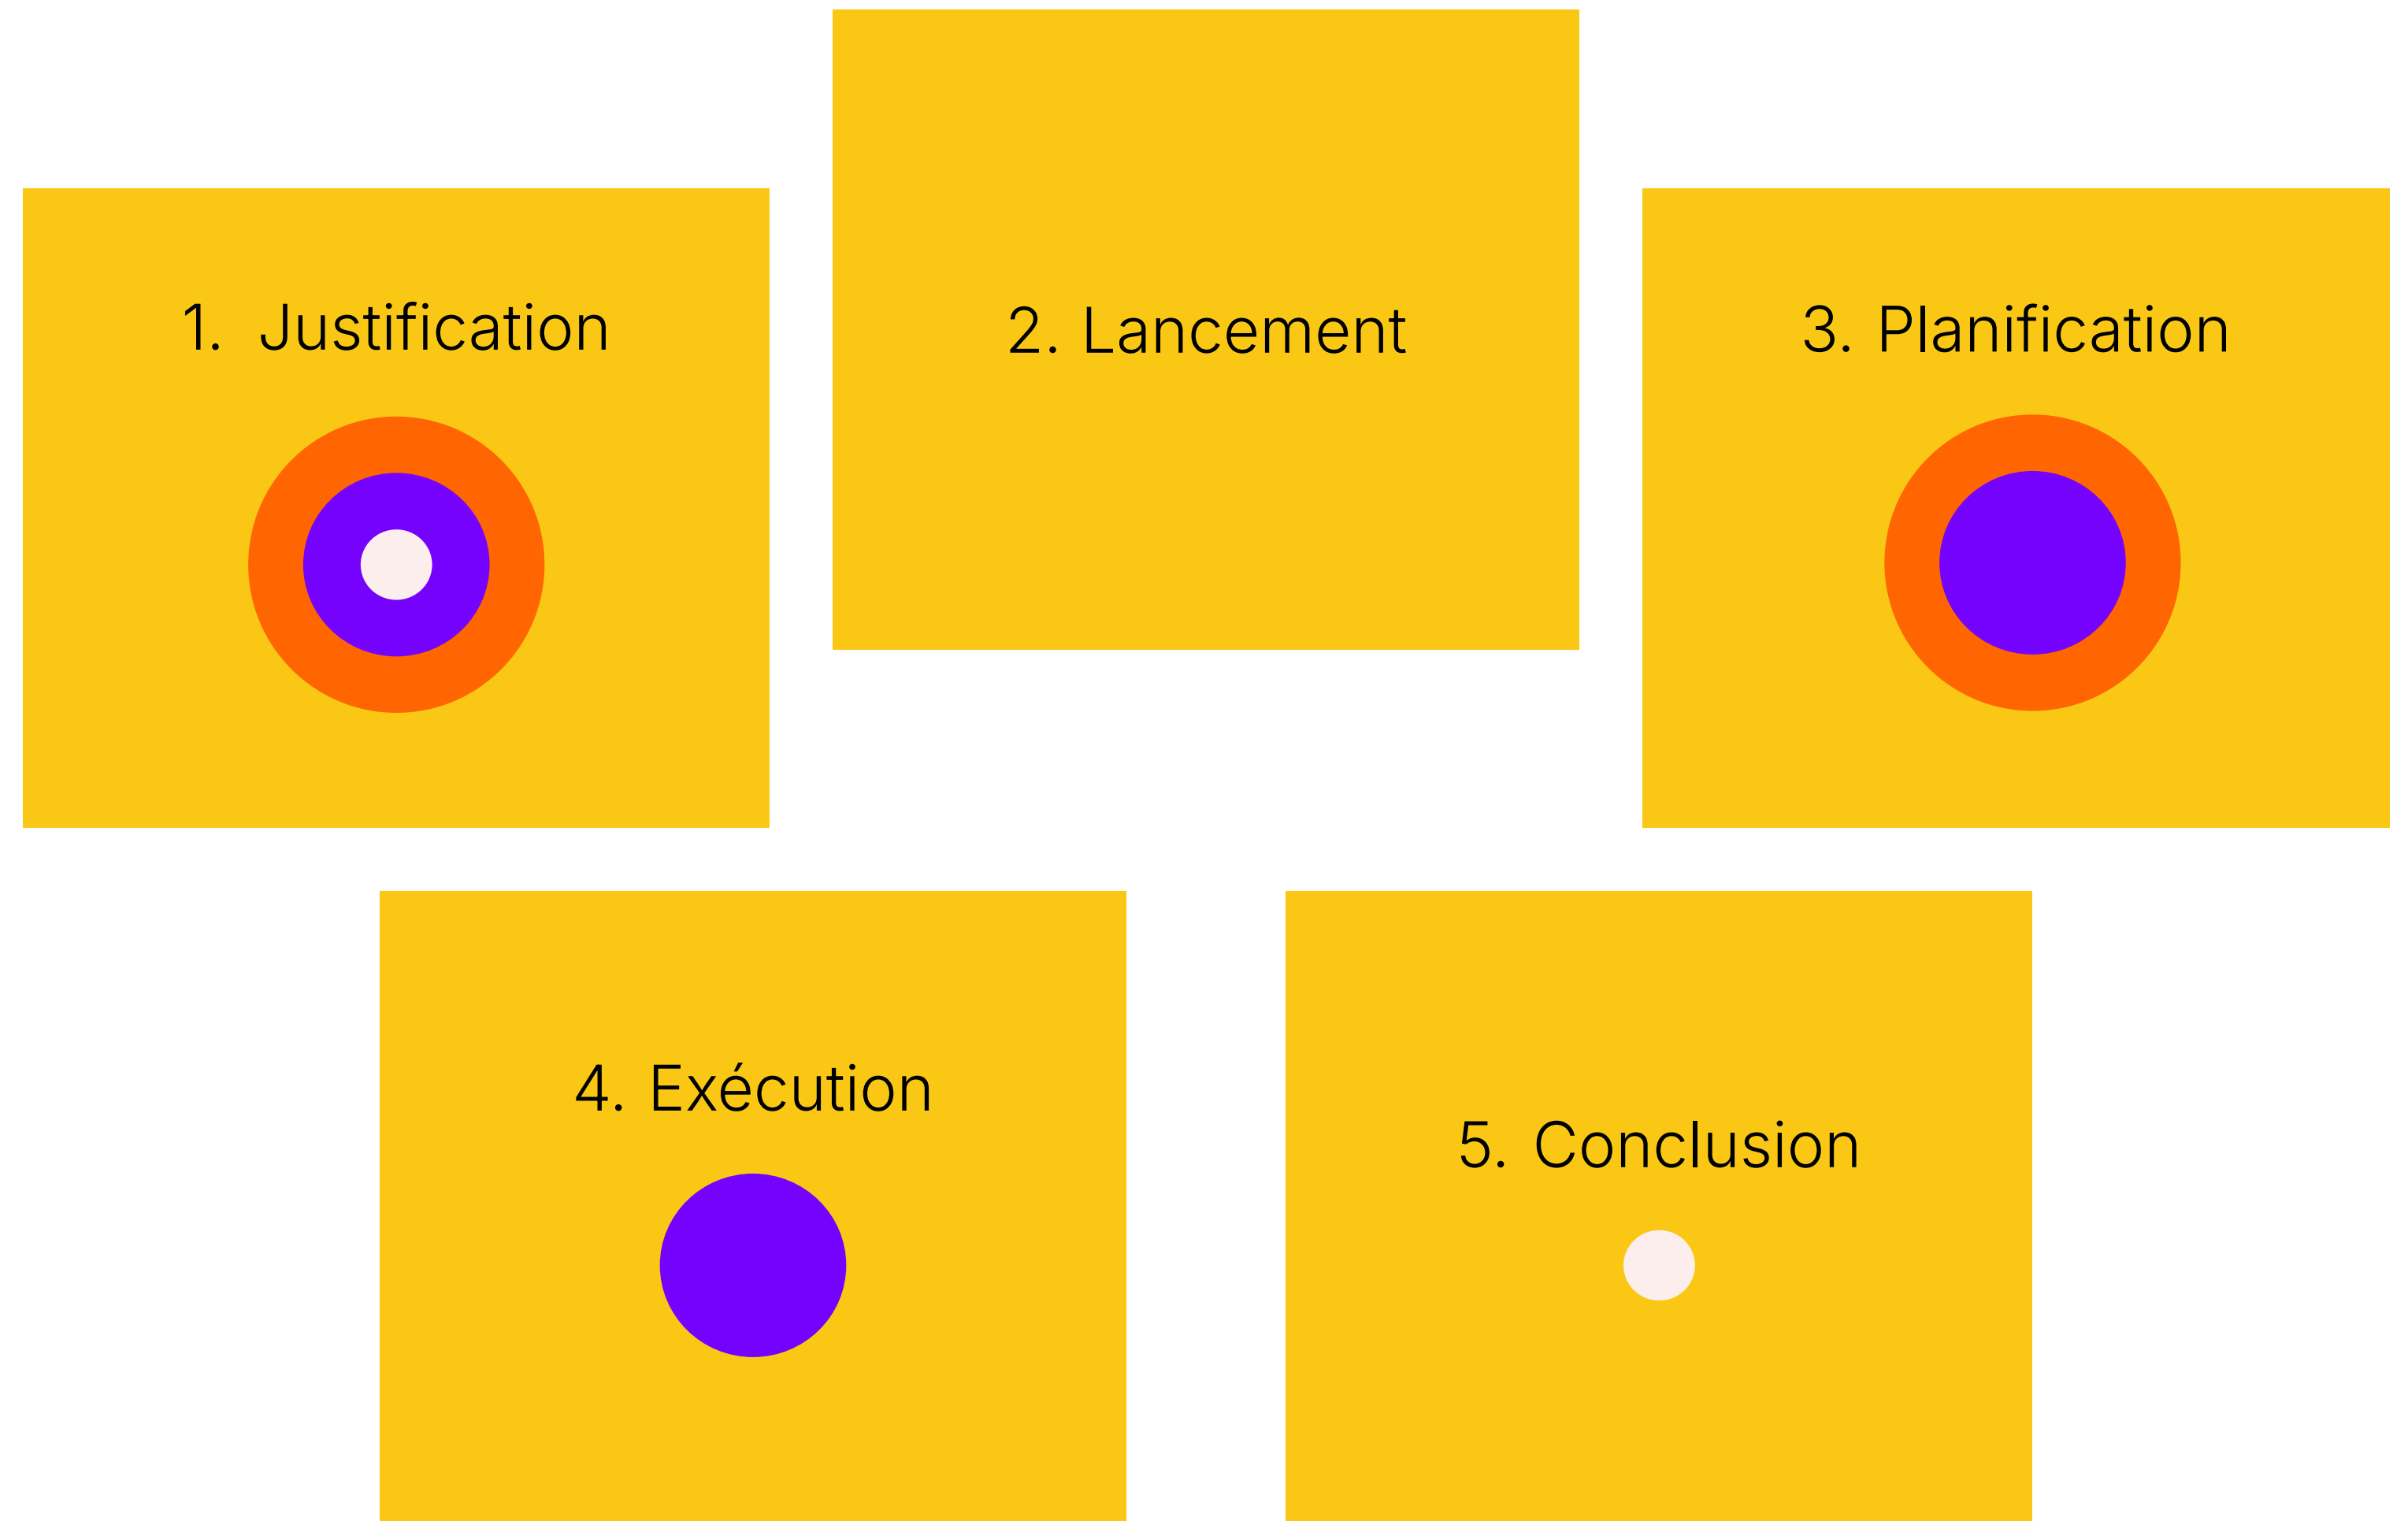 1. Justification
2. Lancement
3. Planification
4. Exécution
5. Conclusion